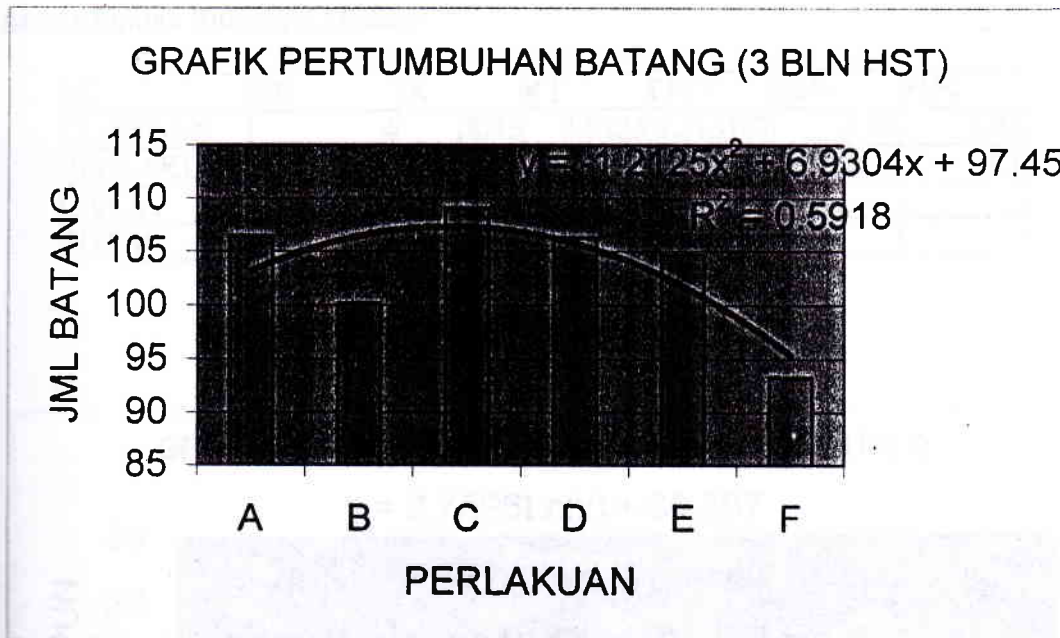 GRAFIK PERTUMBUHAN BATANG (3 BLN HST)
115
y = -1.2125x² + 6.9304x + 97.45
R² = 0.5918
110
105
100
95
90
85
JML BATANG
A B C D E F
PERLAKUAN